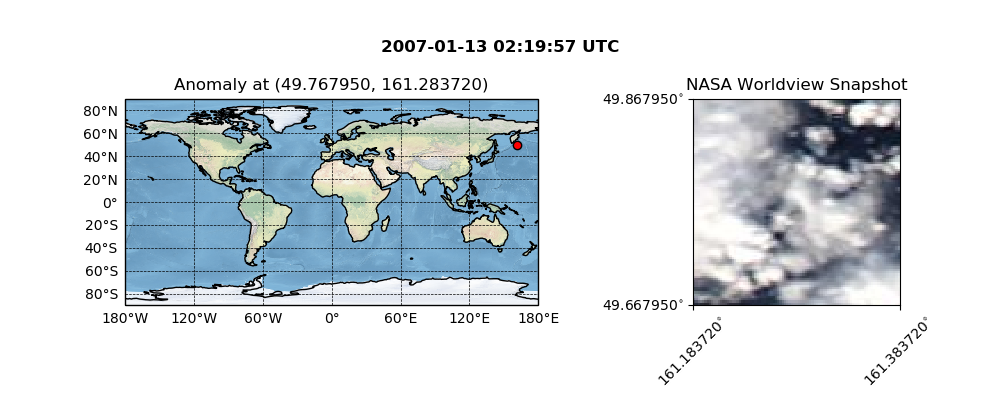 2007-01-13 02:19:57 UTC
Anomaly at (49.767950, 161.283720)
80°N
60°N
40°N
20°N
0°
20°S
40°S
60°S
80°S
180°W 120°W 60°W 0° 60°E 120°E 180°E
NASA Worldview Snapshot
49.867950°
49.667950°
161.183720°
161.383720°